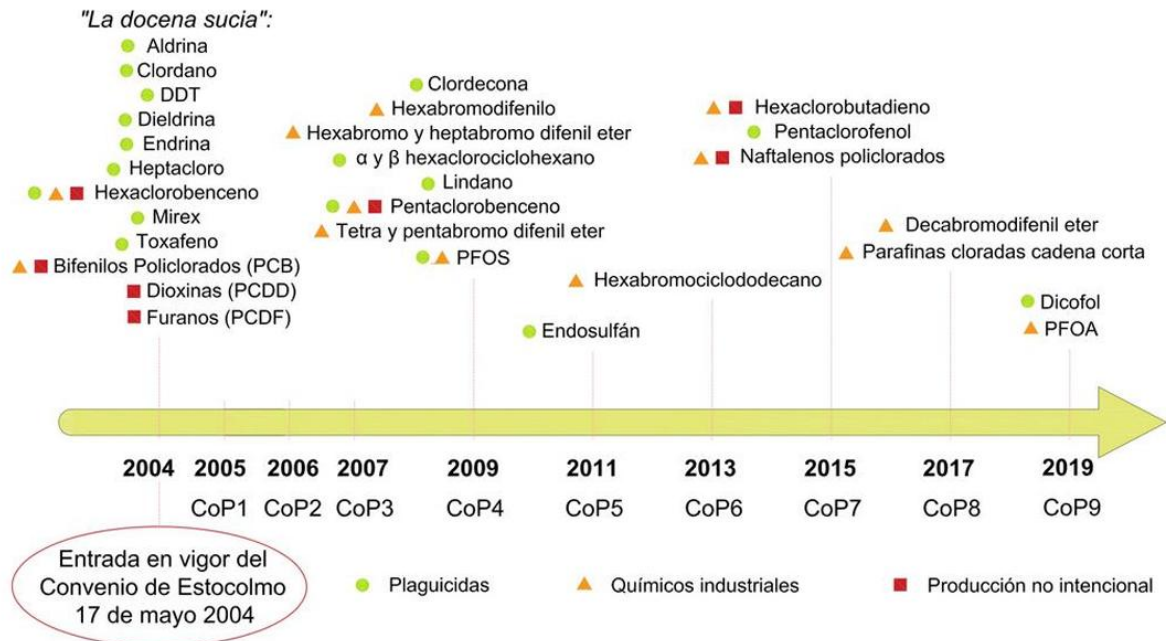 "La docena sucia":
Aldrina
Clordano
DDT
Dieldrina
Endrina
Heptacloro
Hexaclorobenceno
Mirex
Toxafeno
Bifenilos Policlorados (PCB)
Dioxinas (PCDD)
Furanos (PCDF)
Clordecona
Hexabromodifenilo
Hexabromo y heptabromo difenil eter
α y β hexaclorociclohexano
Lindano
Pentaclorobenceno
Tetra y pentabromo difenil eter
PFOS
Endosulfán
Hexabromociclododecano
Hexaclorobutadieno
Pentaclorofenol
Naftalenos policlorados
Decabromodifenil eter
Parafinas cloradas cadena corta
Dicofol
PFOA
2004 2005 2006 2007 2009 2011 2013 2015 2017 2019
CoP1 CoP2 CoP3 CoP4 CoP5 CoP6 CoP7 CoP8 CoP9
Entrada en vigor del
Convenio de Estocolmo
17 de mayo 2004
Plaguicidas
Químicos industriales
Producción no intencional